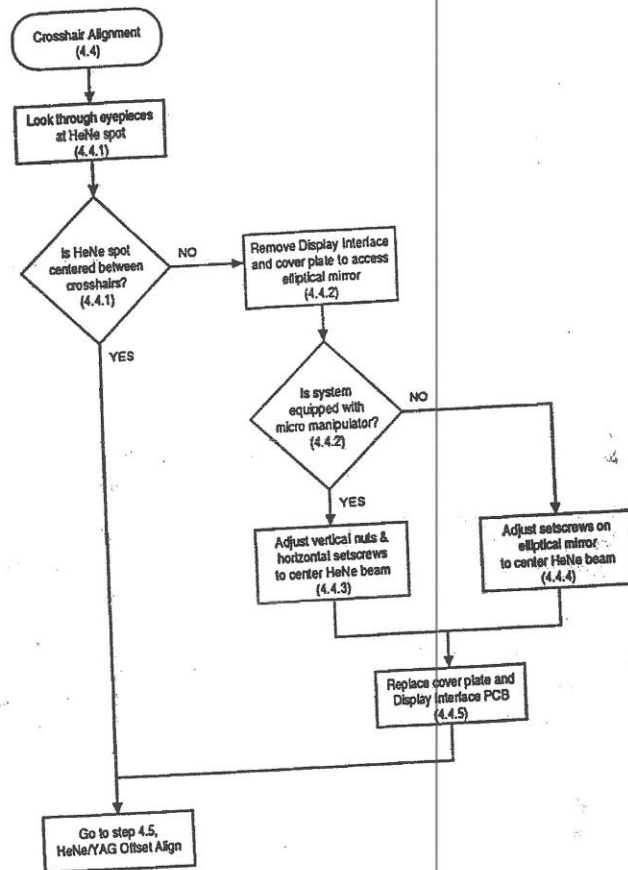 Crosshair Alignment
(4.4)
Look through eyepieces
at HeNe spot
(4.4.1)
Is HeNe spot
centered between
crosshairs?
(4.4.1)
NO
YES
Remove Display Interface
and cover plate to access
elliptical mirror
(4.4.2)
Is system
equipped with
micro manipulator?
(4.4.2)
NO
YES
Adjust vertical nuts &
horizontal setscrews
to center HeNe beam
(4.4.3)
Adjust setscrews on
elliptical mirror
to center HeNe beam
(4.4.4)
Replace cover plate and
Display Interface PCB
(4.4.5)
Go to step 4.5,
HeNe/YAG Offset Align